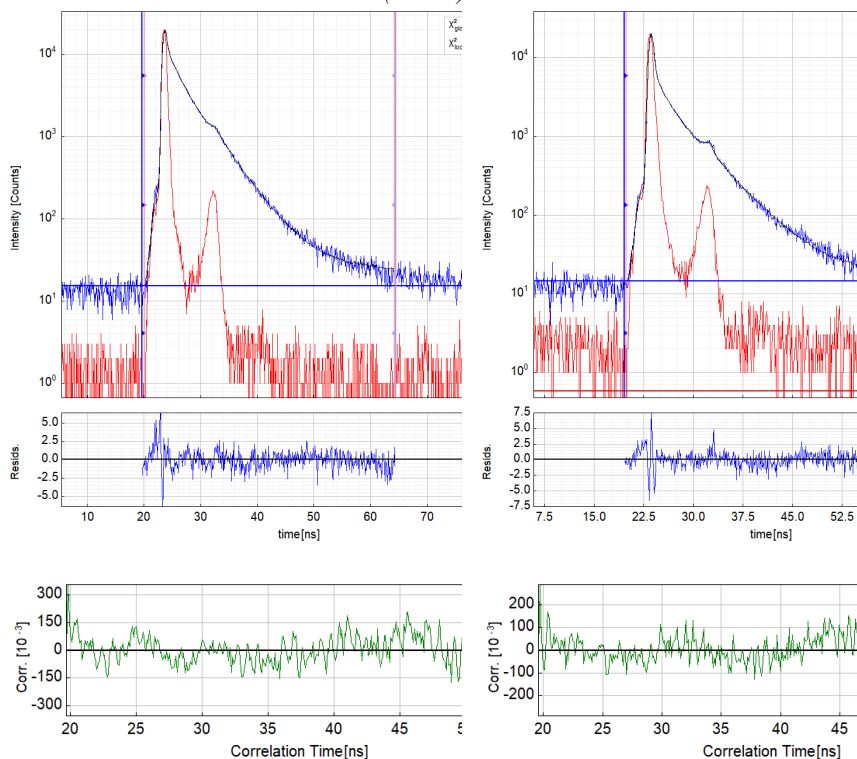 χ²glo
χ²loc
10⁴
10³
10²
10¹
10⁰
Intensity [Counts]
5.0
2.5
0.0
-2.5
-5.0
Resids.
10 20 30 40 50 60 70
time[ns]
300
150
0
-150
-300
Corr. [10⁻³]
20 25 30 35 40 45
Correlation Time[ns]
10⁴
10³
10²
10¹
10⁰
Intensity [Counts]
7.5
5.0
2.5
0.0
-2.5
-5.0
-7.5
Resids.
7.5 15.0 22.5 30.0 37.5 45.0 52.5
time[ns]
200
100
0
-100
-200
Corr. [10⁻³]
20 25 30 35 40 45
Correlation Time[ns]